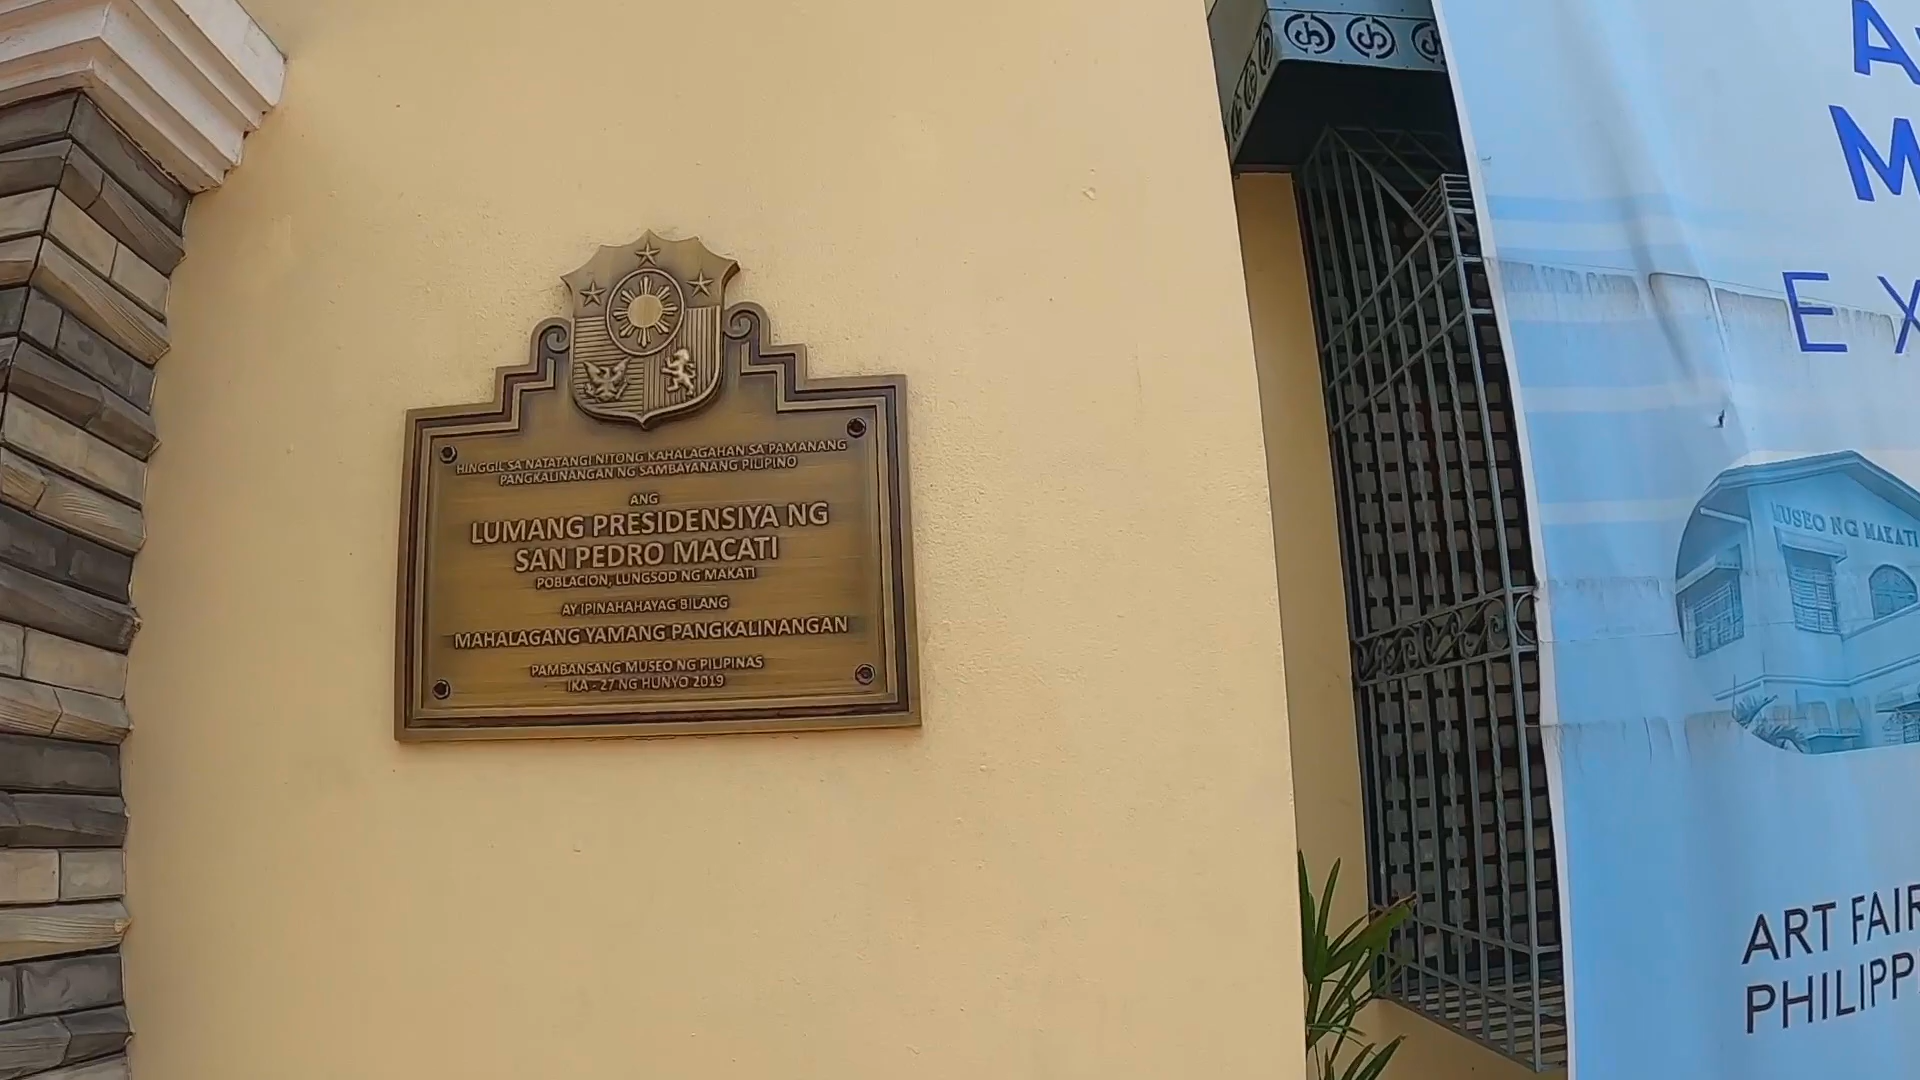 HINGGIL SA NATATANGI NITONG KAHALAGAHAN SA PAMANANG
PANGKALINANGAN NG SAMBAYANANG PILIPINO
ANG
LUMANG PRESIDENSIYA NG
SAN PEDRO MACATI
POBLACION, LUNGSOD NG MAKATI
AY IPINAHAHAYAG BILANG
MAHALAGANG YAMANG PANGKALINANGAN
PAMBANSANG MUSEO NG PILIPINAS
IKA - 27 NG HUNYO 2019
MUSEO NG MAKATI
ART FAIR